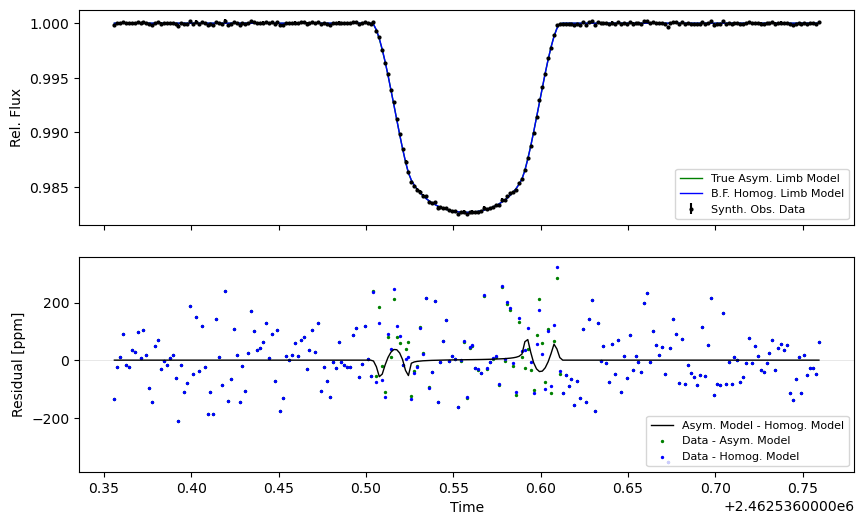 1.000
0.995
0.990
0.985
Rel. Flux
True Asym. Limb Model
B.F. Homog. Limb Model
Synth. Obs. Data
200
0
−200
Residual [ppm]
Asym. Model - Homog. Model
Data - Asym. Model
Data - Homog. Model
0.35 0.40 0.45 0.50 0.55 0.60 0.65 0.70 0.75
Time
+2.4625360000e6